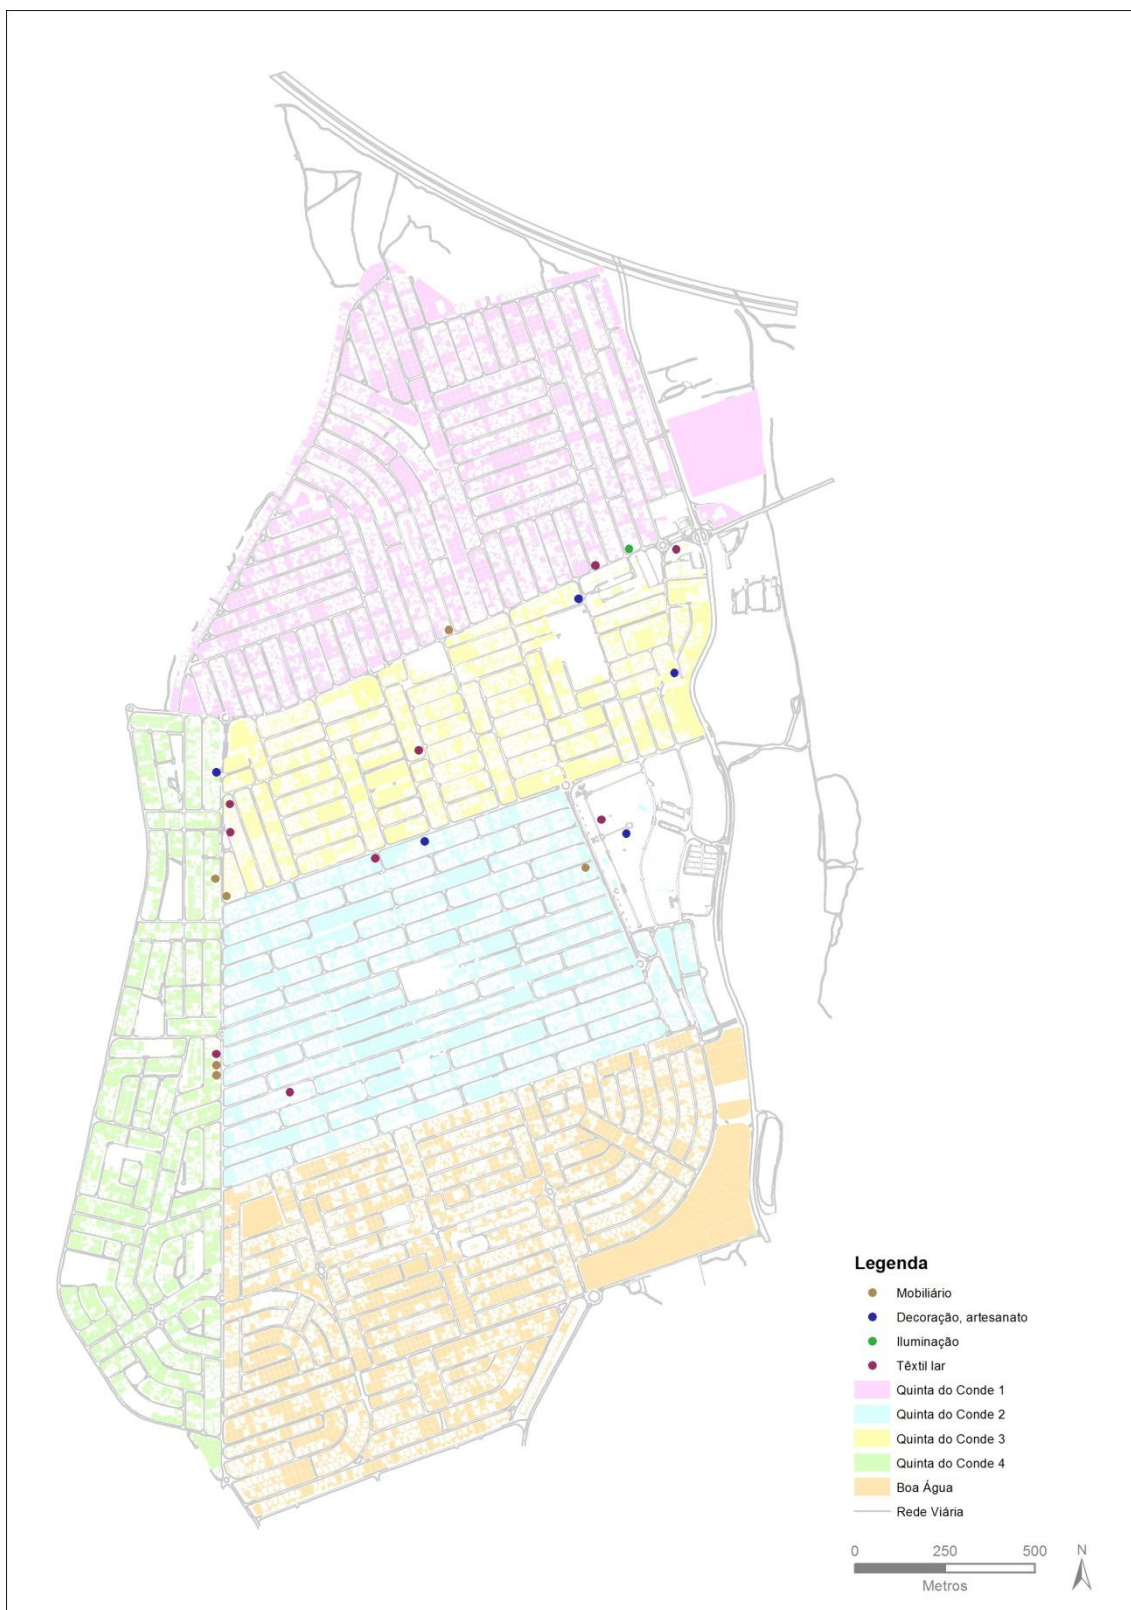 Legenda
Mobiliário
Decoração, artesanato
Iluminação
Têxtil lar
Quinta do Conde 1
Quinta do Conde 2
Quinta do Conde 3
Quinta do Conde 4
Boa Água
Rede Viária
0 250 500 N
Metros